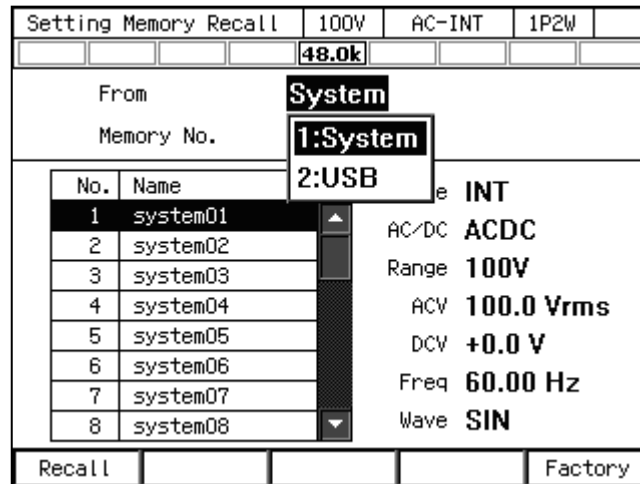 Setting Memory Recall 100V AC-INT 1P2W
48.0k
From System
Memory No. 1:System
2:USB
No. Name e INT
1 system01 AC/DC ACDC
2 system02
3 system03 Range 100V
4 system04 ACV 100.0 Vrms
5 system05 DCV +0.0 V
6 system06 Freq 60.00 Hz
7 system07
8 system08 Wave SIN
Recall Factory